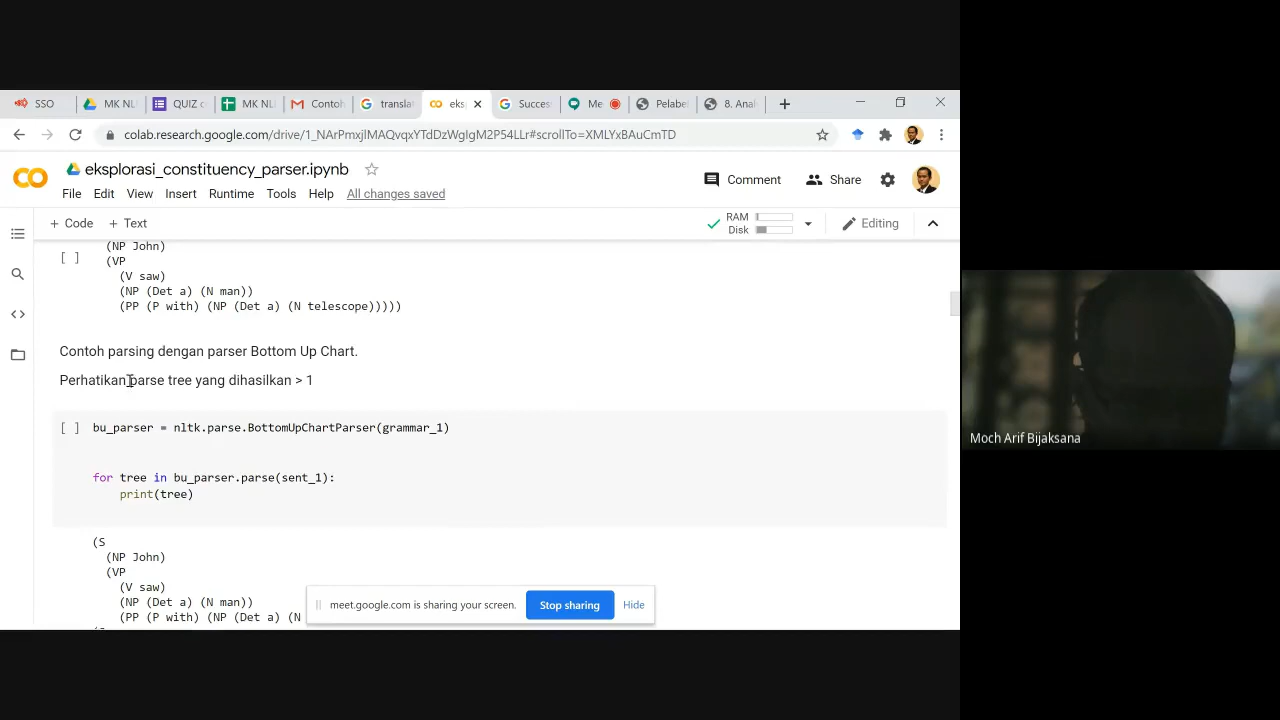 SSO
MK NL
QUIZ c
MK NL
Contoh
transla
eks
Succes
Me
Pelabe
8. Anal
colab.research.google.com/drive/1_NArPmxjlMAQvqxYTdDzWgIgM2P54LLr#scrollTo=XMLYxBAuCmTD
eksplorasi_constituency_parser.ipynb
Comment
Share
File Edit View Insert Runtime Tools Help All changes saved
+ Code + Text
RAM
Disk
Editing
(NP John)
[ ] (VP
(V saw)
(NP (Det a) (N man))
(PP (P with) (NP (Det a) (N telescope)))))
Contoh parsing dengan parser Bottom Up Chart.
Perhatikan parse tree yang dihasilkan > 1
[ ] bu_parser = nltk.parse.BottomUpChartParser(grammar_1)
for tree in bu_parser.parse(sent_1):
print(tree)
(S
(NP John)
(VP
(V saw)
(NP (Det a) (N man))
(PP (P with) (NP (Det a) (N
meet.google.com is sharing your screen.
Stop sharing
Hide
Moch Arif Bijaksana